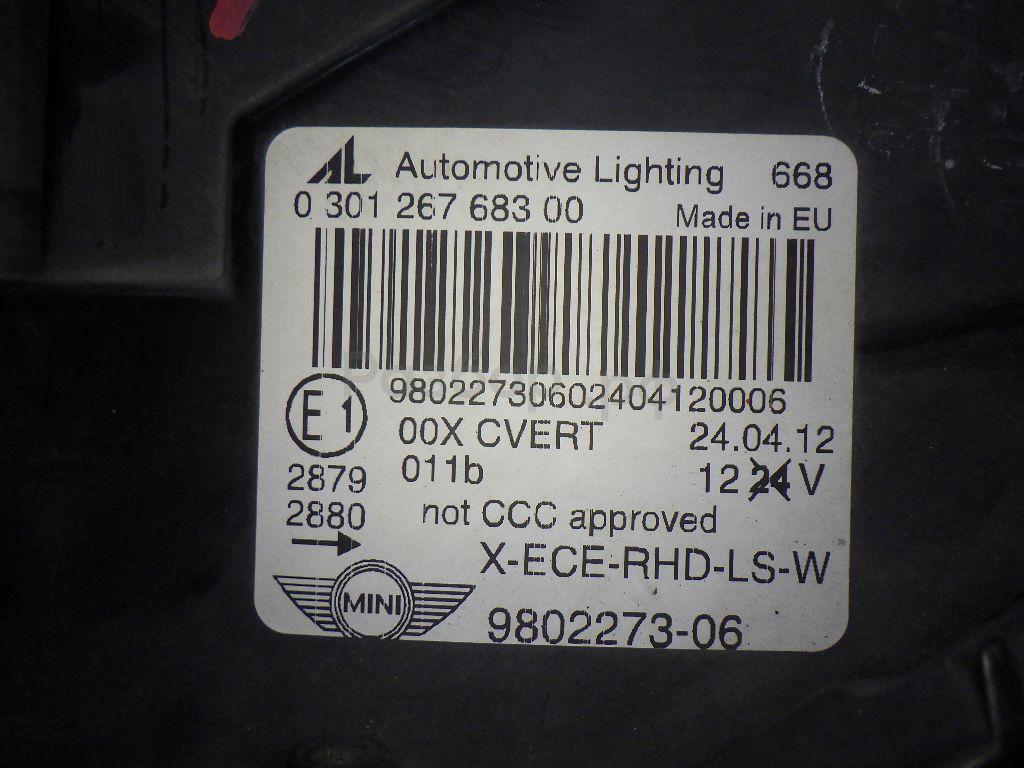 AL Automotive Lighting 668
0 301 267 683 00 Made in EU
98022730602404120006
E1 00X CVERT 24.04.12
2879 011b 12 24 V
2880 not CCC approved
X-ECE-RHD-LS-W
MINI 9802273-06